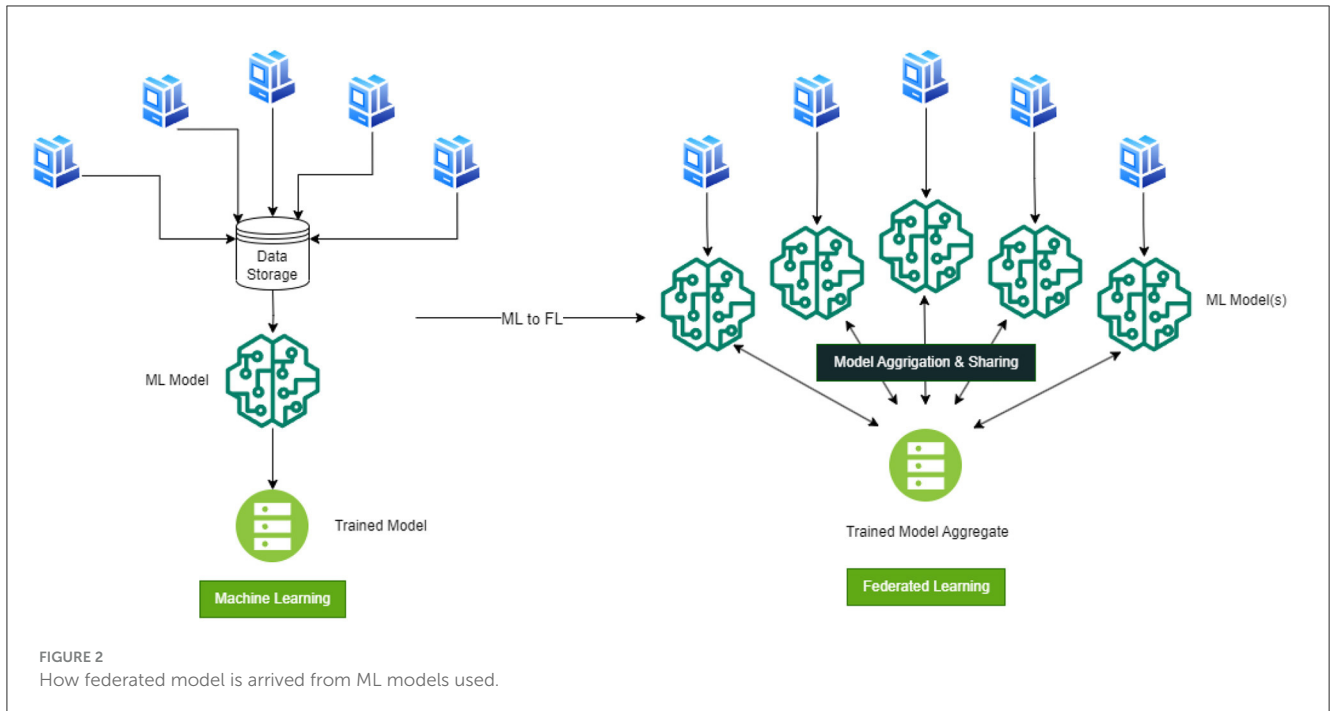 Data
Storage
ML Model
Trained Model
Machine Learning
ML to FL
ML Model(s)
Model Aggrigation & Sharing
Trained Model Aggregate
Federated Learning
FIGURE 2
How federated model is arrived from ML models used.